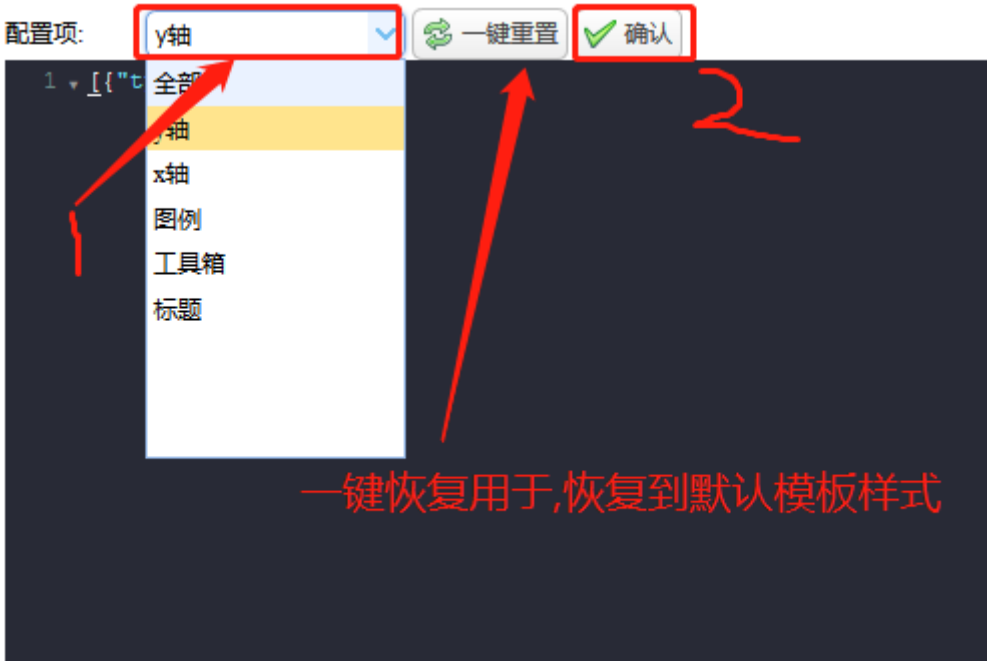 配置项:
y轴
一键重置
确认
1 [{"t
全部
y轴
x轴
图例
工具箱
标题
1
2
一键恢复用于,恢复到默认模板样式